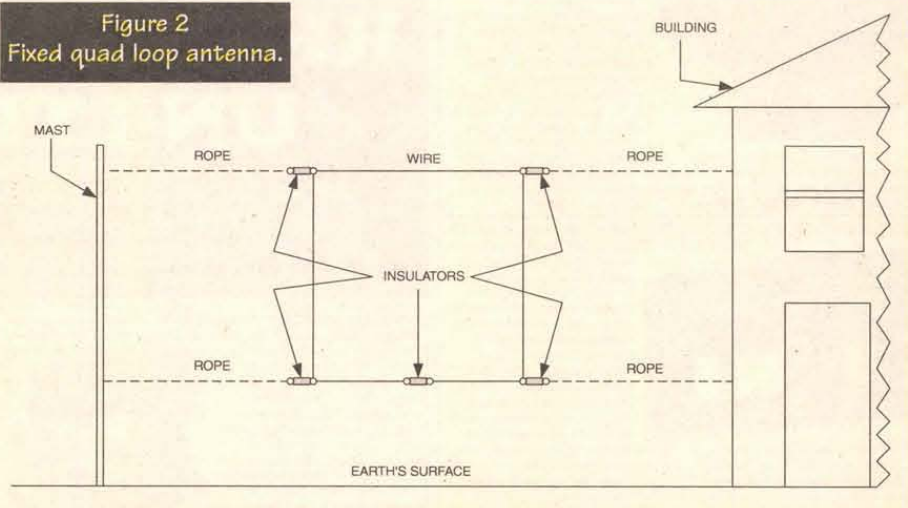 Figure 2
Fixed quad loop antenna.
BUILDING
MAST
ROPE
WIRE
ROPE
INSULATORS
ROPE
ROPE
EARTH'S SURFACE